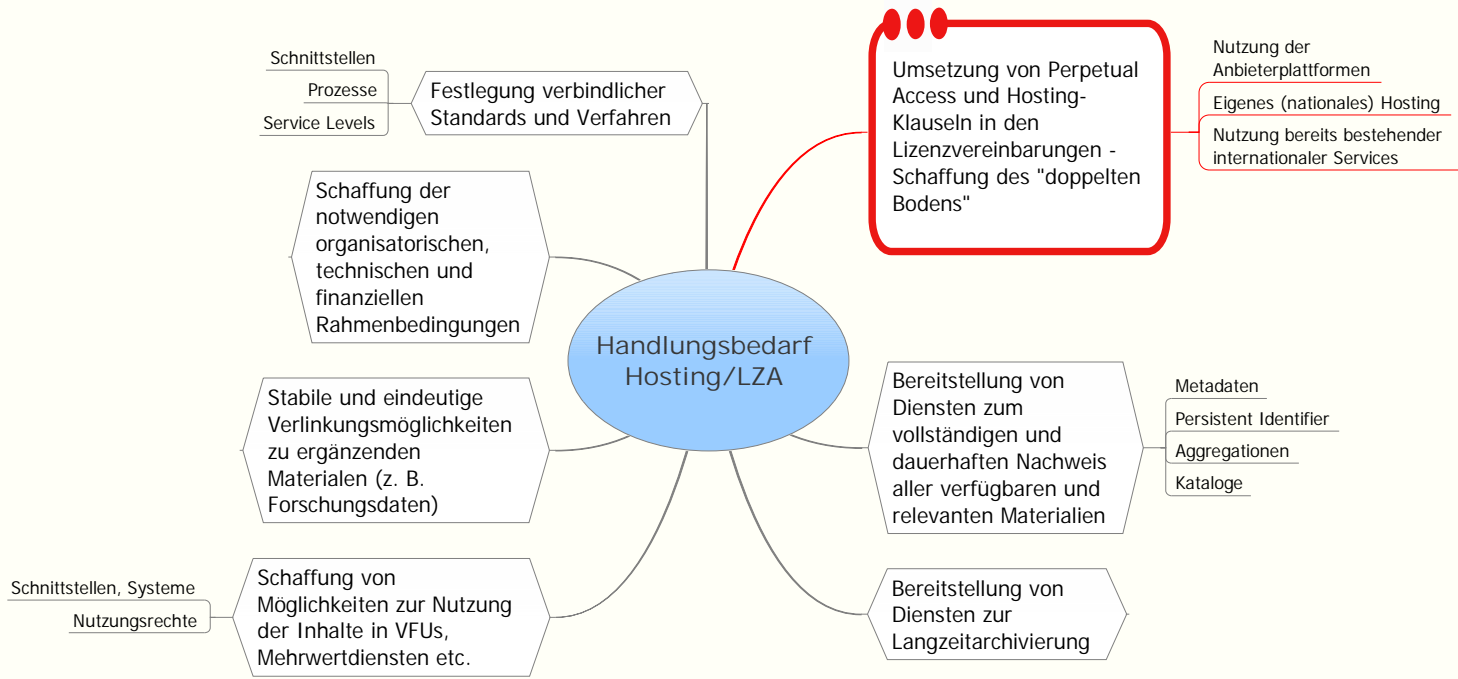 Schnittstellen
Prozesse
Service Levels
Festlegung verbindlicher
Standards und Verfahren
Umsetzung von Perpetual
Access und Hosting-
Klauseln in den
Lizenzvereinbarungen -
Schaffung des "doppelten
Bodens"
Nutzung der
Anbieterplattformen
Eigenes (nationales) Hosting
Nutzung bereits bestehender
internationaler Services
Schaffung der
notwendigen
organisatorischen,
technischen und
finanziellen
Rahmenbedingungen
Handlungsbedarf
Hosting/LZA
Stabile und eindeutige
Verlinkungsmöglichkeiten
zu ergänzenden
Materialen (z. B.
Forschungsdaten)
Bereitstellung von
Diensten zum
vollständigen und
dauerhaften Nachweis
aller verfügbaren und
relevanten Materialien
Metadaten
Persistent Identifier
Aggregationen
Kataloge
Schnittstellen, Systeme
Nutzungsrechte
Schaffung von
Möglichkeiten zur Nutzung
der Inhalte in VFUs,
Mehrwertdiensten etc.
Bereitstellung von
Diensten zur
Langzeitarchivierung